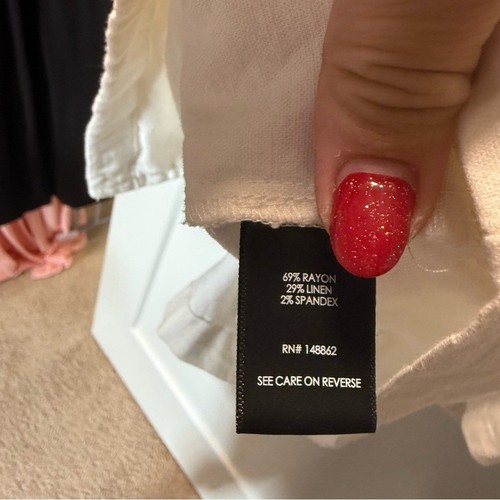 69% RAYON
29% LINEN
2% SPANDEX
RN# 148862
SEE CARE ON REVERSE